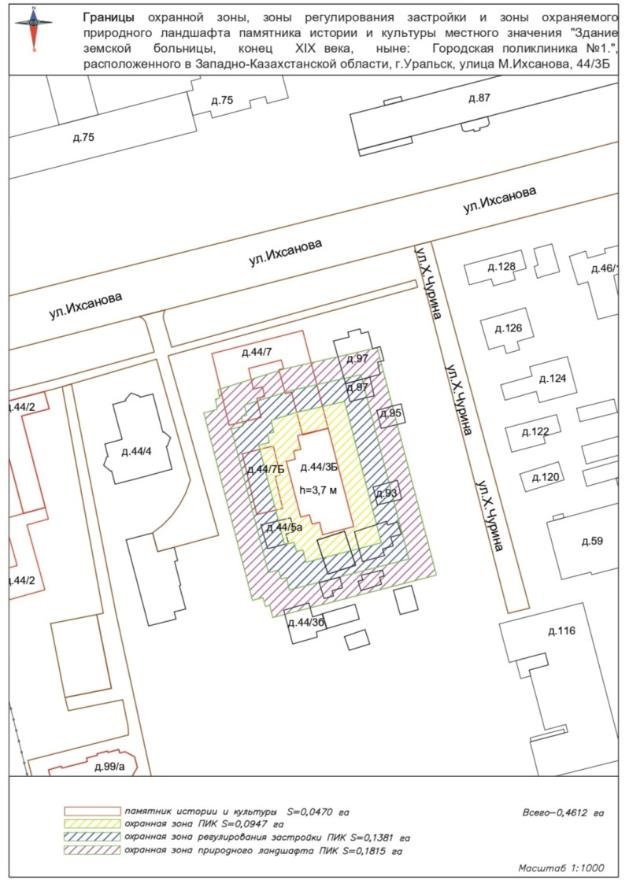 Границы охранной зоны, зоны регулирования застройки и зоны охраняемого
природного ландшафта памятника истории и культуры местного значения "Здание
земской больницы, конец XIX века, ныне: Городская поликлиника №1.",
расположенного в Западно-Казахстанской области, г.Уральск, улица М.Ихсанова, 44/3Б
д.75
д.75
д.87
ул.Ихсанова
ул.Ихсанова
ул.Ихсанова
ул.Х.Чурина
ул.Х.Чурина
ул.Х.Чурина
д.128
д.46/
д.126
д.124
д.122
д.120
д.59
д.116
д.44/7
д.97
д.97
д.95
д.93
.44/2
д.44/4
д.44/7Б
д.44/3Б
h=3,7 м
д.44/5а
.44/2
д.44/3б
д.99/а
памятник истории и культуры S=0,0470 га
Всего-0,4612 га
охранная зона ПИК S=0,0947 га
охранная зона регулирования застройки ПИК S=0,1381 га
охранная зона природного ландшафта ПИК S=0,1815 га
Масштаб 1:1000